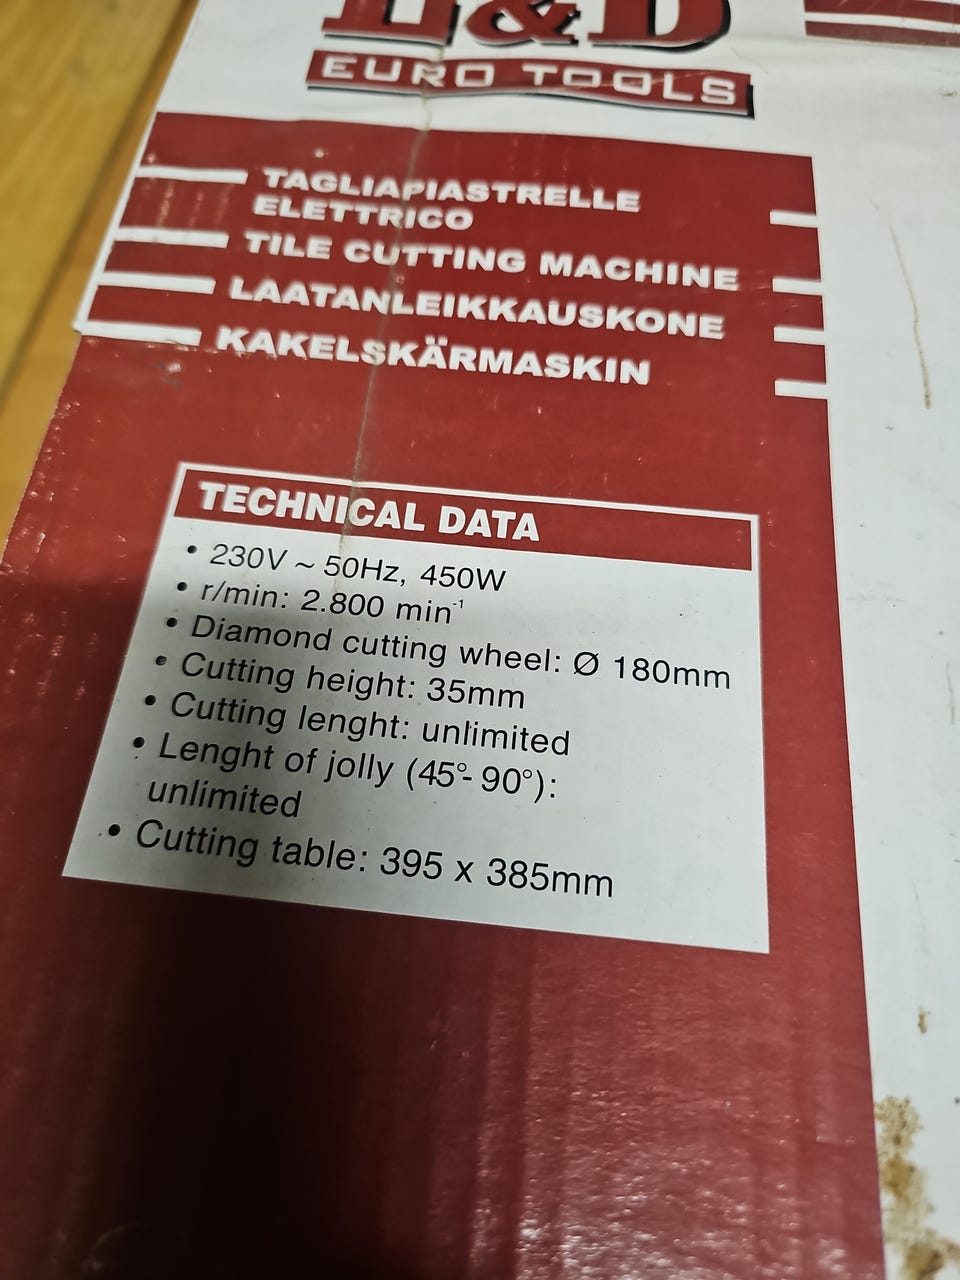 L&D
EURO TOOLS
TAGLIAPIASTRELLE
ELETTRICO
TILE CUTTING MACHINE
LAATANLEIKKAUSKONE
KAKELSKÄRMASKIN
TECHNICAL DATA
• 230V ~ 50Hz, 450W
• r/min: 2.800 min⁻¹
• Diamond cutting wheel: Ø 180mm
• Cutting height: 35mm
• Cutting lenght: unlimited
• Lenght of jolly (45°- 90°):
unlimited
• Cutting table: 395 x 385mm